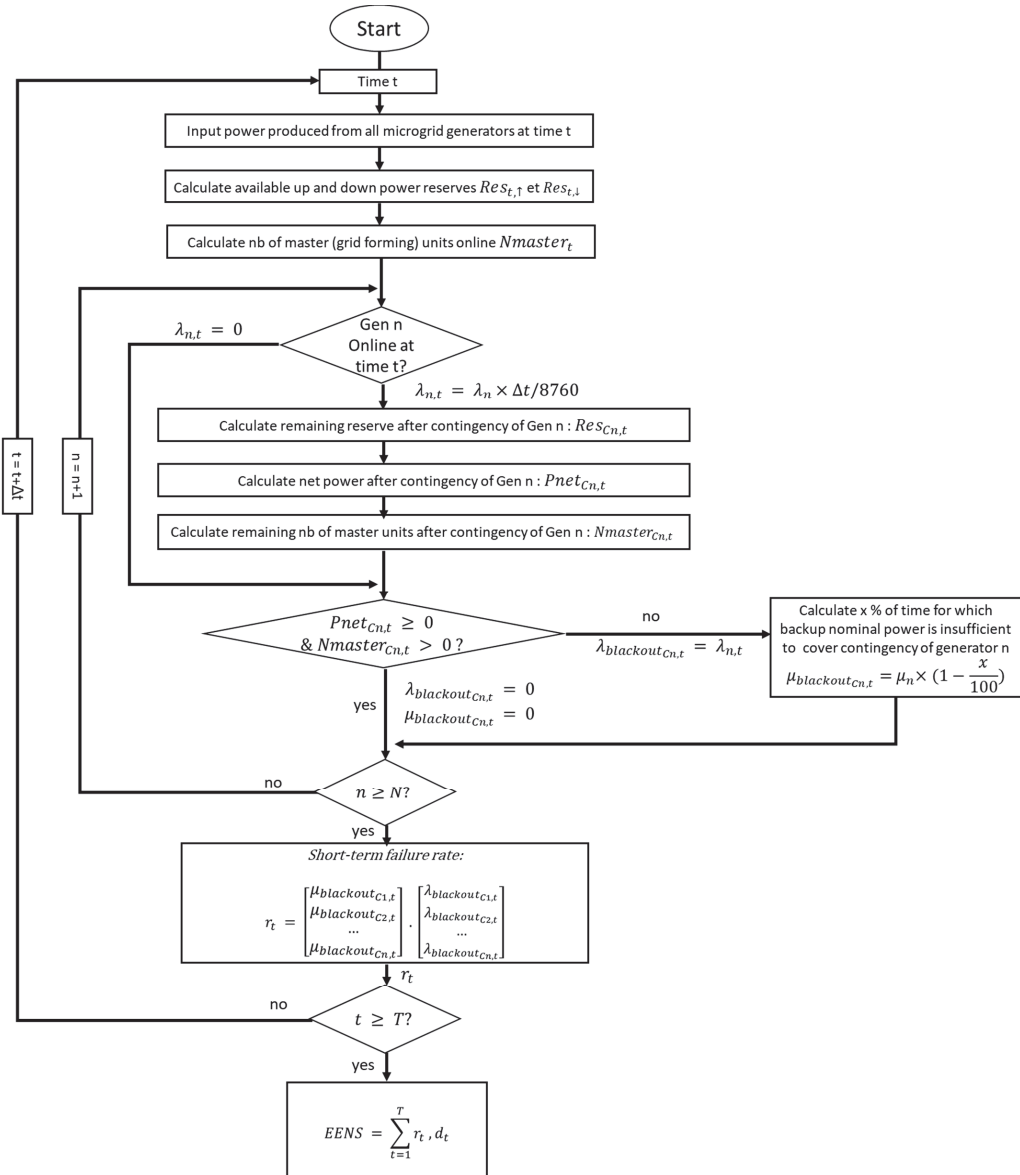 Start
Time t
Input power produced from all microgrid generators at time t
Calculate available up and down power reserves Res_{t,↑} et Res_{t,↓}
Calculate nb of master (grid forming) units online Nmaster_t
λ_{n,t} = 0
Gen n
Online at
time t?
λ_{n,t} = λ_n × Δt/8760
Calculate remaining reserve after contingency of Gen n : Res_{Cn,t}
t = t+Δt
n = n+1
Calculate net power after contingency of Gen n : Pnet_{Cn,t}
Calculate remaining nb of master units after contingency of Gen n : Nmaster_{Cn,t}
Pnet_{Cn,t} ≥ 0
& Nmaster_{Cn,t} > 0 ?
no
λ_{blackout_{Cn,t}} = λ_{n,t}
Calculate x % of time for which
backup nominal power is insufficient
to cover contingency of generator n
μ_{blackout_{Cn,t}} = μ_n × (1 − x/100)
yes
λ_{blackout_{Cn,t}} = 0
μ_{blackout_{Cn,t}} = 0
no
n ≥ N?
yes
Short-term failure rate:
r_t = [μ_{blackout_{C1,t}} μ_{blackout_{C2,t}} ... μ_{blackout_{Cn,t}}] . [λ_{blackout_{C1,t}} λ_{blackout_{C2,t}} ... λ_{blackout_{Cn,t}}]
r_t
no
t ≥ T?
yes
EENS = ∑_{t=1}^{T} r_t , d_t